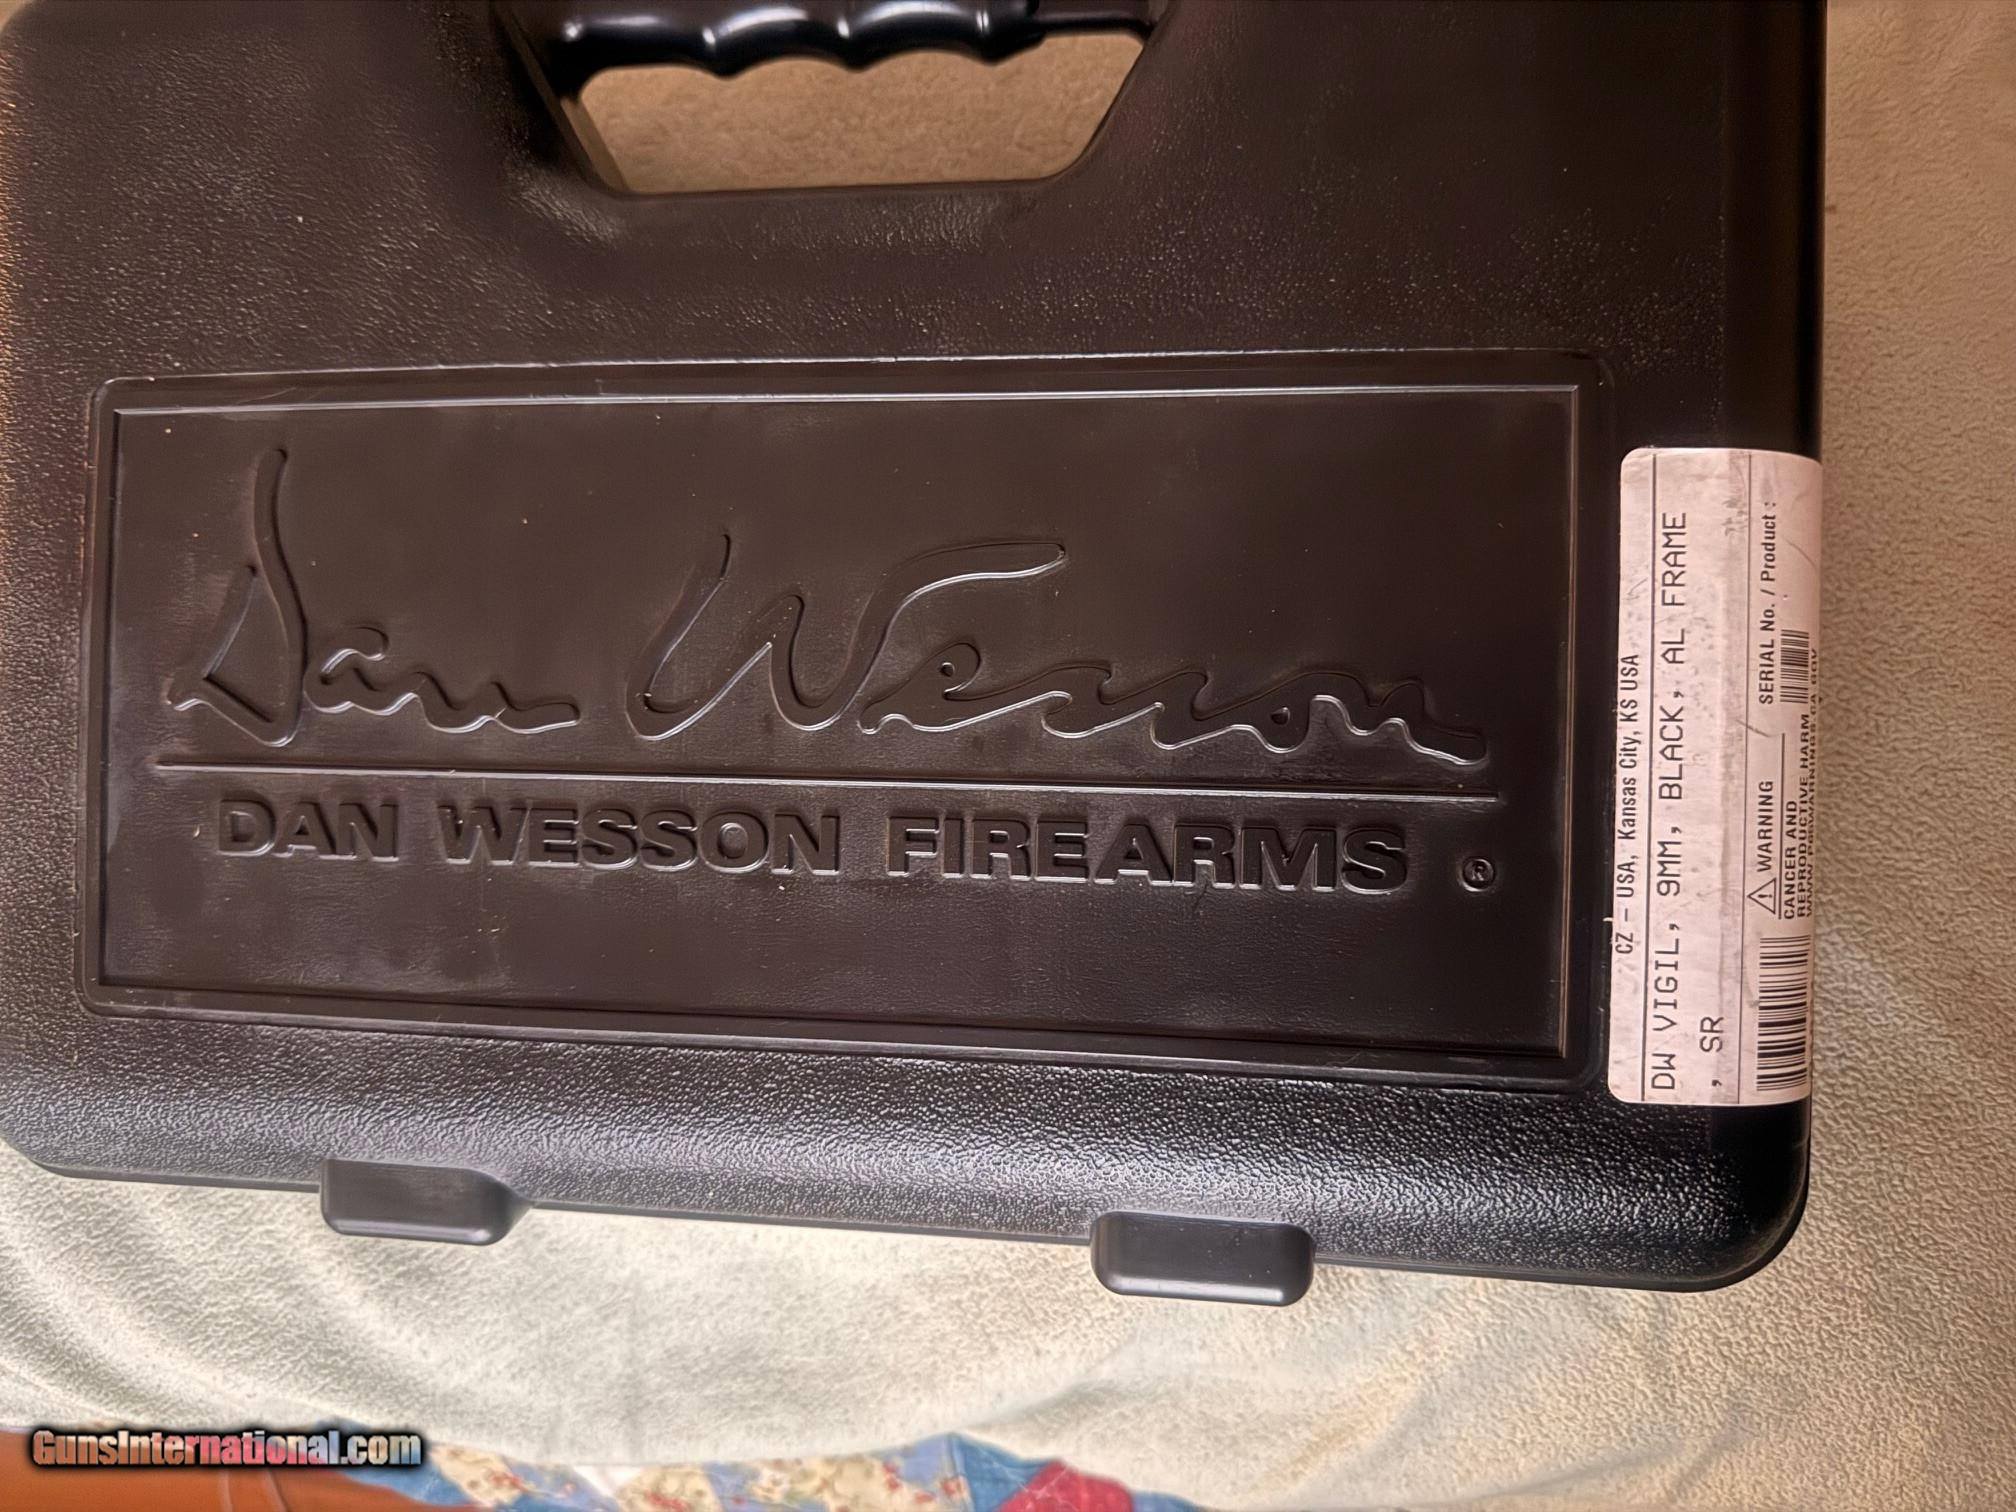 Dan Wesson
DAN WESSON FIREARMS ®
CZ – USA, Kansas City, KS USA
DW VIGIL, 9MM, BLACK, AL FRAME
, SR
⚠ WARNING
CANCER AND
REPRODUCTIVE HARM
SERIAL No. / Product :
GunsInternational.com